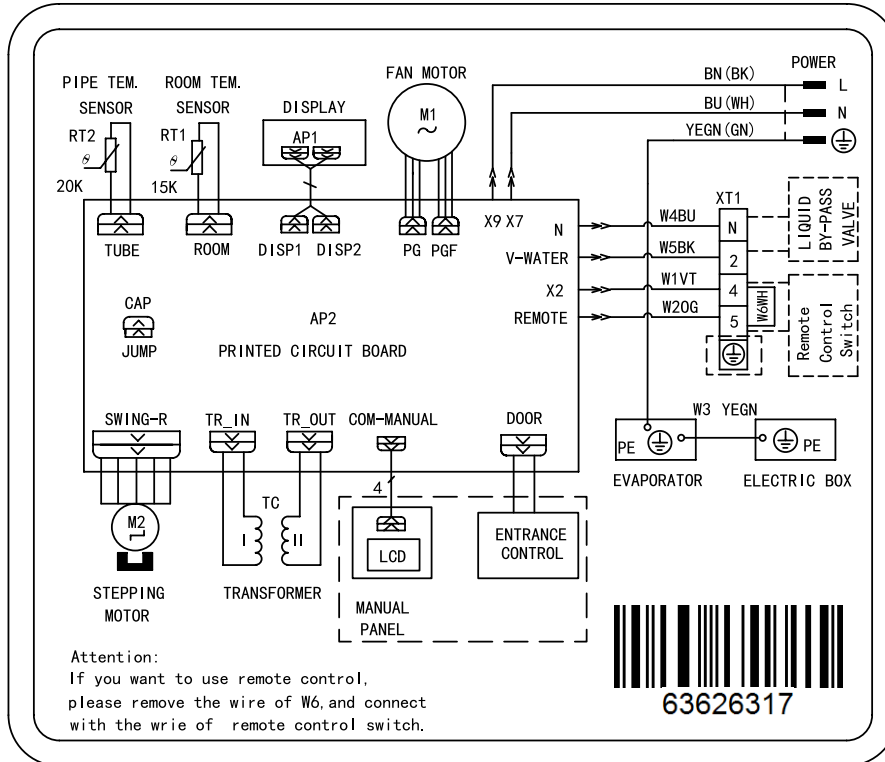 PIPE TEM.
SENSOR
ROOM TEM.
SENSOR
DISPLAY
FAN MOTOR
POWER
BN(BK)
L
BU(WH)
N
YEGN(GN)
RT2
θ
20K
RT1
θ
15K
AP1
M1
~
TUBE
ROOM
DISP1
DISP2
PG
PGF
X9
X7
N
V-WATER
X2
REMOTE
W4BU
W5BK
W1VT
W2OG
XT1
N
2
4
5
W6WH
LIQUID
BY-PASS
VALVE
Remote
Control
Switch
CAP
JUMP
AP2
PRINTED CIRCUIT BOARD
SWING-R
TR_IN
TR_OUT
COM-MANUAL
DOOR
W3 YEGN
PE
PE
EVAPORATOR
ELECTRIC BOX
M2
STEPPING
MOTOR
TC
I
II
TRANSFORMER
4
LCD
MANUAL
PANEL
ENTRANCE
CONTROL
Attention:
If you want to use remote control,
please remove the wire of W6, and connect
with the wrie of remote control switch.
63626317